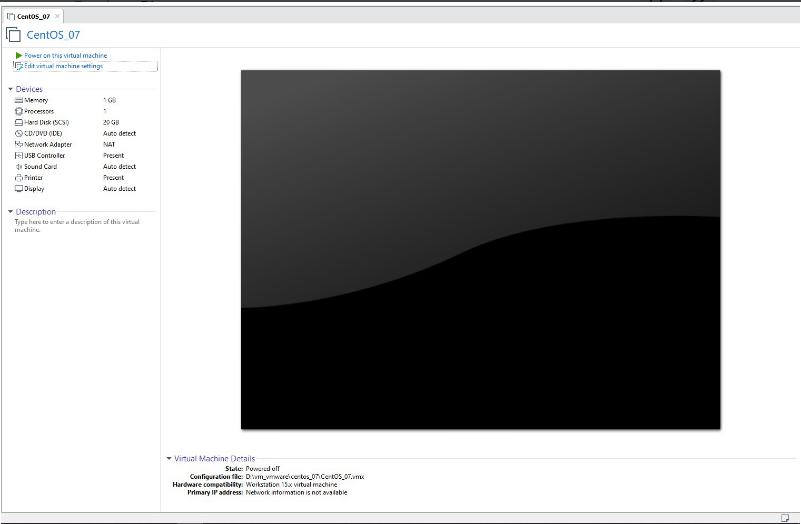 CentOS_07
CentOS_07
Power on this virtual machine
Edit virtual machine settings
Devices
Memory 1 GB
Processors 1
Hard Disk (SCSI) 20 GB
CD/DVD (IDE) Auto detect
Network Adapter NAT
USB Controller Present
Sound Card Auto detect
Printer Present
Display Auto detect
Description
Type here to enter a description of this virtual
machine.
Virtual Machine Details
State: Powered off
Configuration file: D:\vm_vmware\centos_07\CentOS_07.vmx
Hardware compatibility: Workstation 15.x virtual machine
Primary IP address: Network information is not available